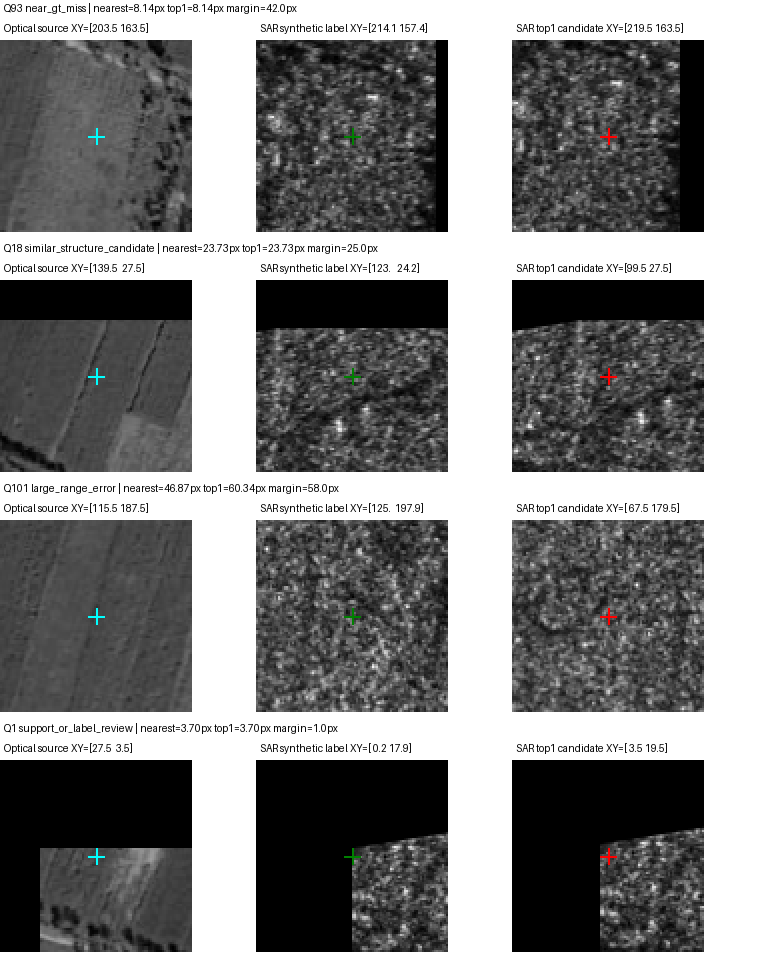 Q93 near_gt_miss | nearest=8.14px top1=8.14px margin=42.0px
Optical source XY=[203.5 163.5]
SAR synthetic label XY=[214.1 157.4]
SAR top1 candidate XY=[219.5 163.5]
Q18 similar_structure_candidate | nearest=23.73px top1=23.73px margin=25.0px
Optical source XY=[139.5 27.5]
SAR synthetic label XY=[123. 24.2]
SAR top1 candidate XY=[99.5 27.5]
Q101 large_range_error | nearest=46.87px top1=60.34px margin=58.0px
Optical source XY=[115.5 187.5]
SAR synthetic label XY=[125. 197.9]
SAR top1 candidate XY=[ 67.5 179.5]
Q1 support_or_label_review | nearest=3.70px top1=3.70px margin=1.0px
Optical source XY=[27.5 3.5]
SAR synthetic label XY=[ 0.2 17.9]
SAR top1 candidate XY=[ 3.5 19.5]